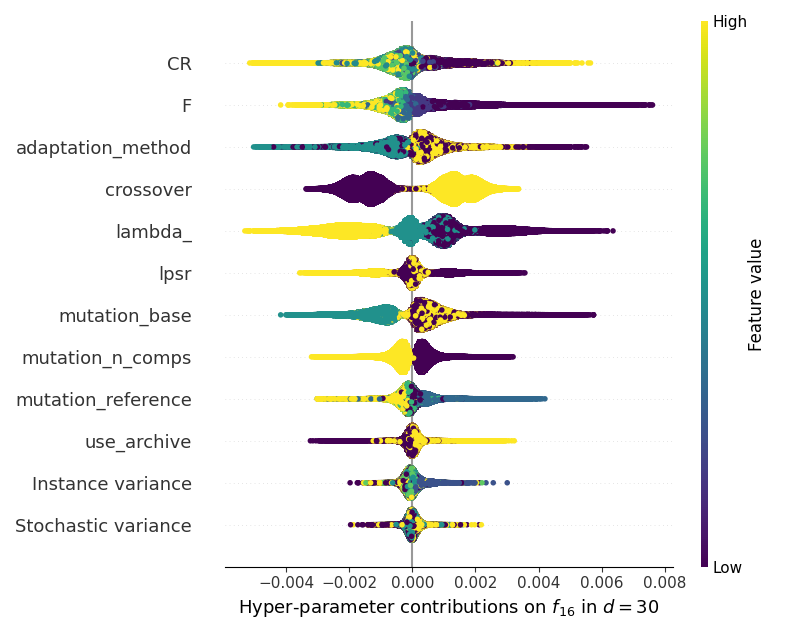 High
CR
F
adaptation_method
crossover
lambda_
lpsr
mutation_base
mutation_n_comps
mutation_reference
use_archive
Instance variance
Stochastic variance
Feature value
Low
−0.004 −0.002 0.000 0.002 0.004 0.006 0.008
Hyper-parameter contributions on f₁₆ in d = 30